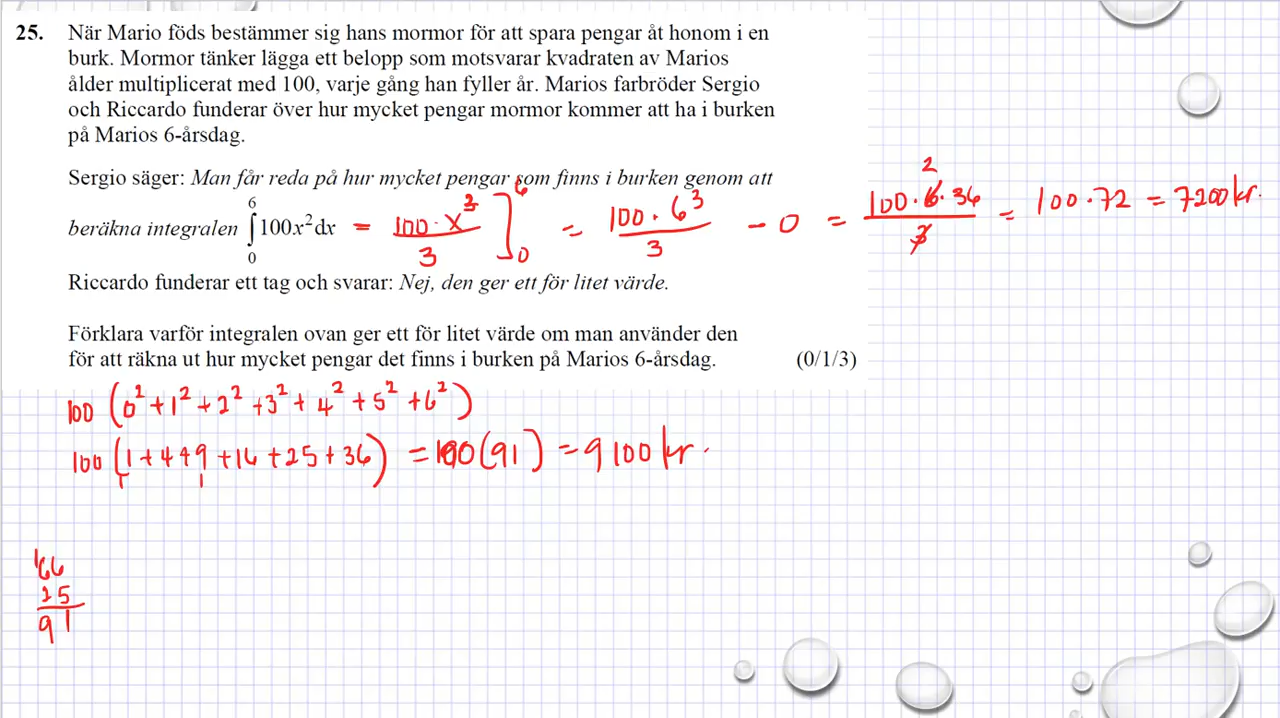 25. När Mario föds bestämmer sig hans mormor för att spara pengar åt honom i en
burk. Mormor tänker lägga ett belopp som motsvarar kvadraten av Marios
ålder multiplicerat med 100, varje gång han fyller år. Marios farbröder Sergio
och Riccardo funderar över hur mycket pengar mormor kommer att ha i burken
på Marios 6-årsdag.
Sergio säger: Man får reda på hur mycket pengar som finns i burken genom att
beräkna integralen ∫₀⁶ 100x²dx = 100·x³/3 ]₀⁶ = 100·6³/3 - 0 = 100·6·36/3 = 100·72 = 7200 kr.
2
Riccardo funderar ett tag och svarar: Nej, den ger ett för litet värde.
Förklara varför integralen ovan ger ett för litet värde om man använder den
för att räkna ut hur mycket pengar det finns i burken på Marios 6-årsdag. (0/1/3)
100 (0² + 1² + 2² + 3² + 4² + 5² + 6²)
100 (1 + 4 + 9 + 16 + 25 + 36) = 100 (91) = 9100 kr.
1 1
1
66
25
91